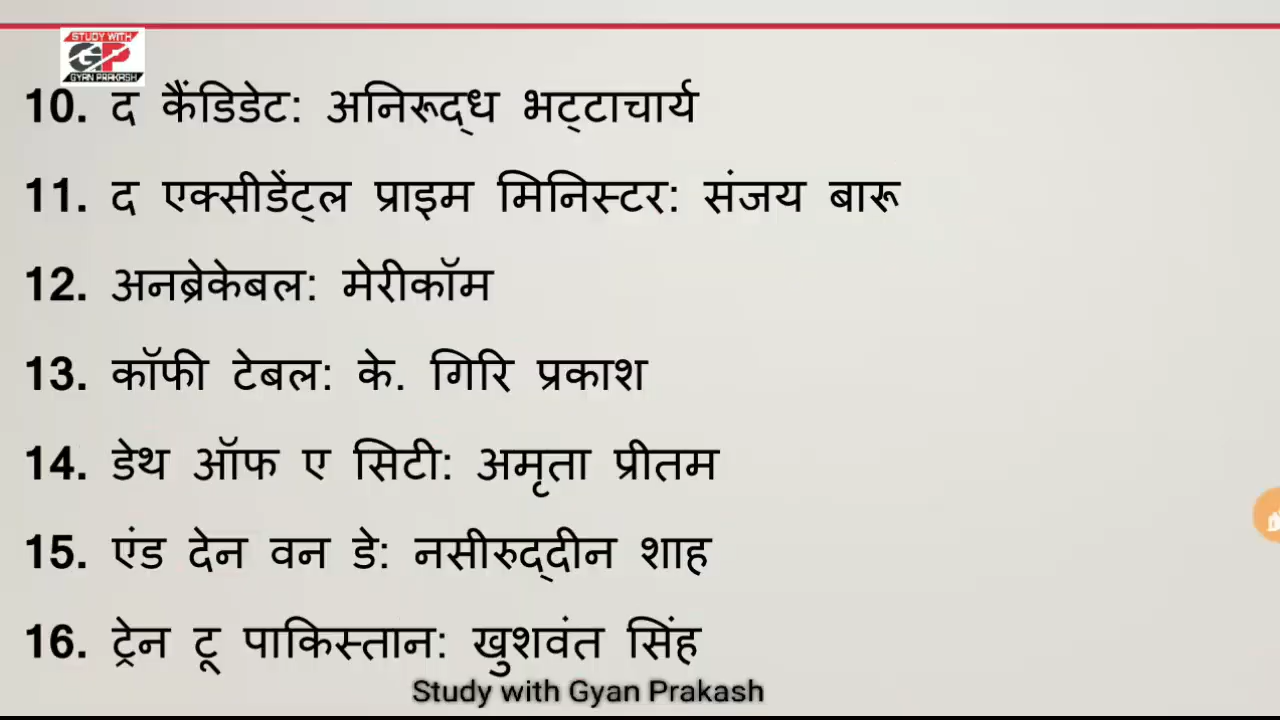 STUDY WITH
GP
GYAN PRAKASH
10. द कैंडिडेट: अनिरूद्ध भट्टाचार्य
11. द एक्सीडेंट्ल प्राइम मिनिस्टर: संजय बारू
12. अनब्रेकेबल: मेरीकॉम
13. कॉफी टेबल: के. गिरि प्रकाश
14. डेथ ऑफ ए सिटी: अमृता प्रीतम
15. एंड देन वन डे: नसीरुद्दीन शाह
16. ट्रेन टू पाकिस्तान: खुशवंत सिंह
Study with Gyan Prakash